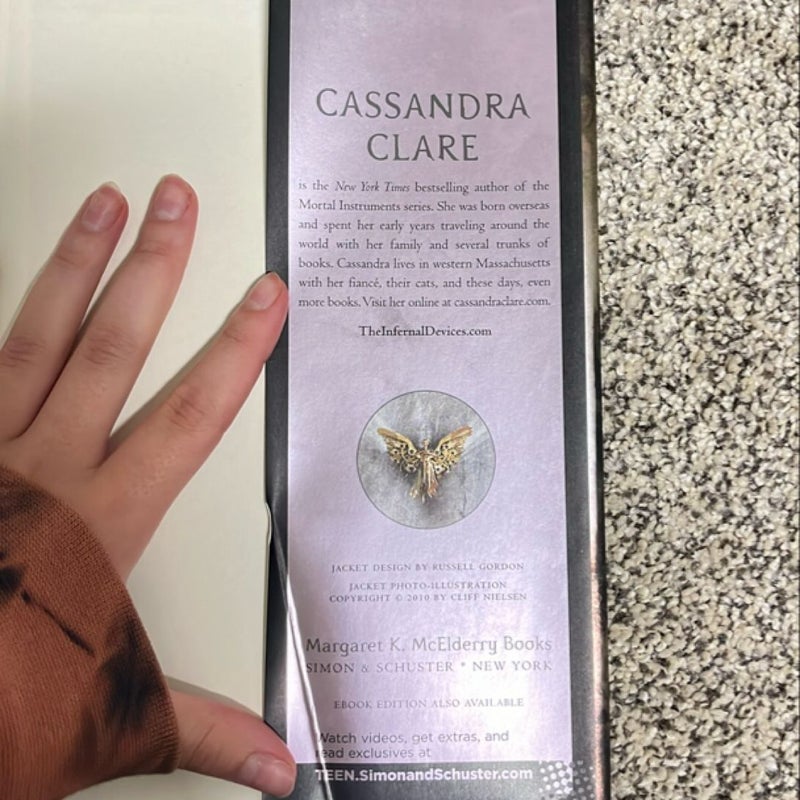 CASSANDRA
CLARE
is the New York Times bestselling author of the
Mortal Instruments series. She was born overseas
and spent her early years traveling around the
world with her family and several trunks of
books. Cassandra lives in western Massachusetts
with her fiancé, their cats, and these days, even
more books. Visit her online at cassandraclare.com.
TheInfernalDevices.com
JACKET DESIGN BY RUSSELL GORDON
JACKET PHOTO-ILLUSTRATION
COPYRIGHT © 2010 BY CLIFF NIELSEN
Margaret K. McElderry Books
SIMON & SCHUSTER * NEW YORK
EBOOK EDITION ALSO AVAILABLE
Watch videos, get extras, and
read exclusives at
TEEN.SimonandSchuster.com